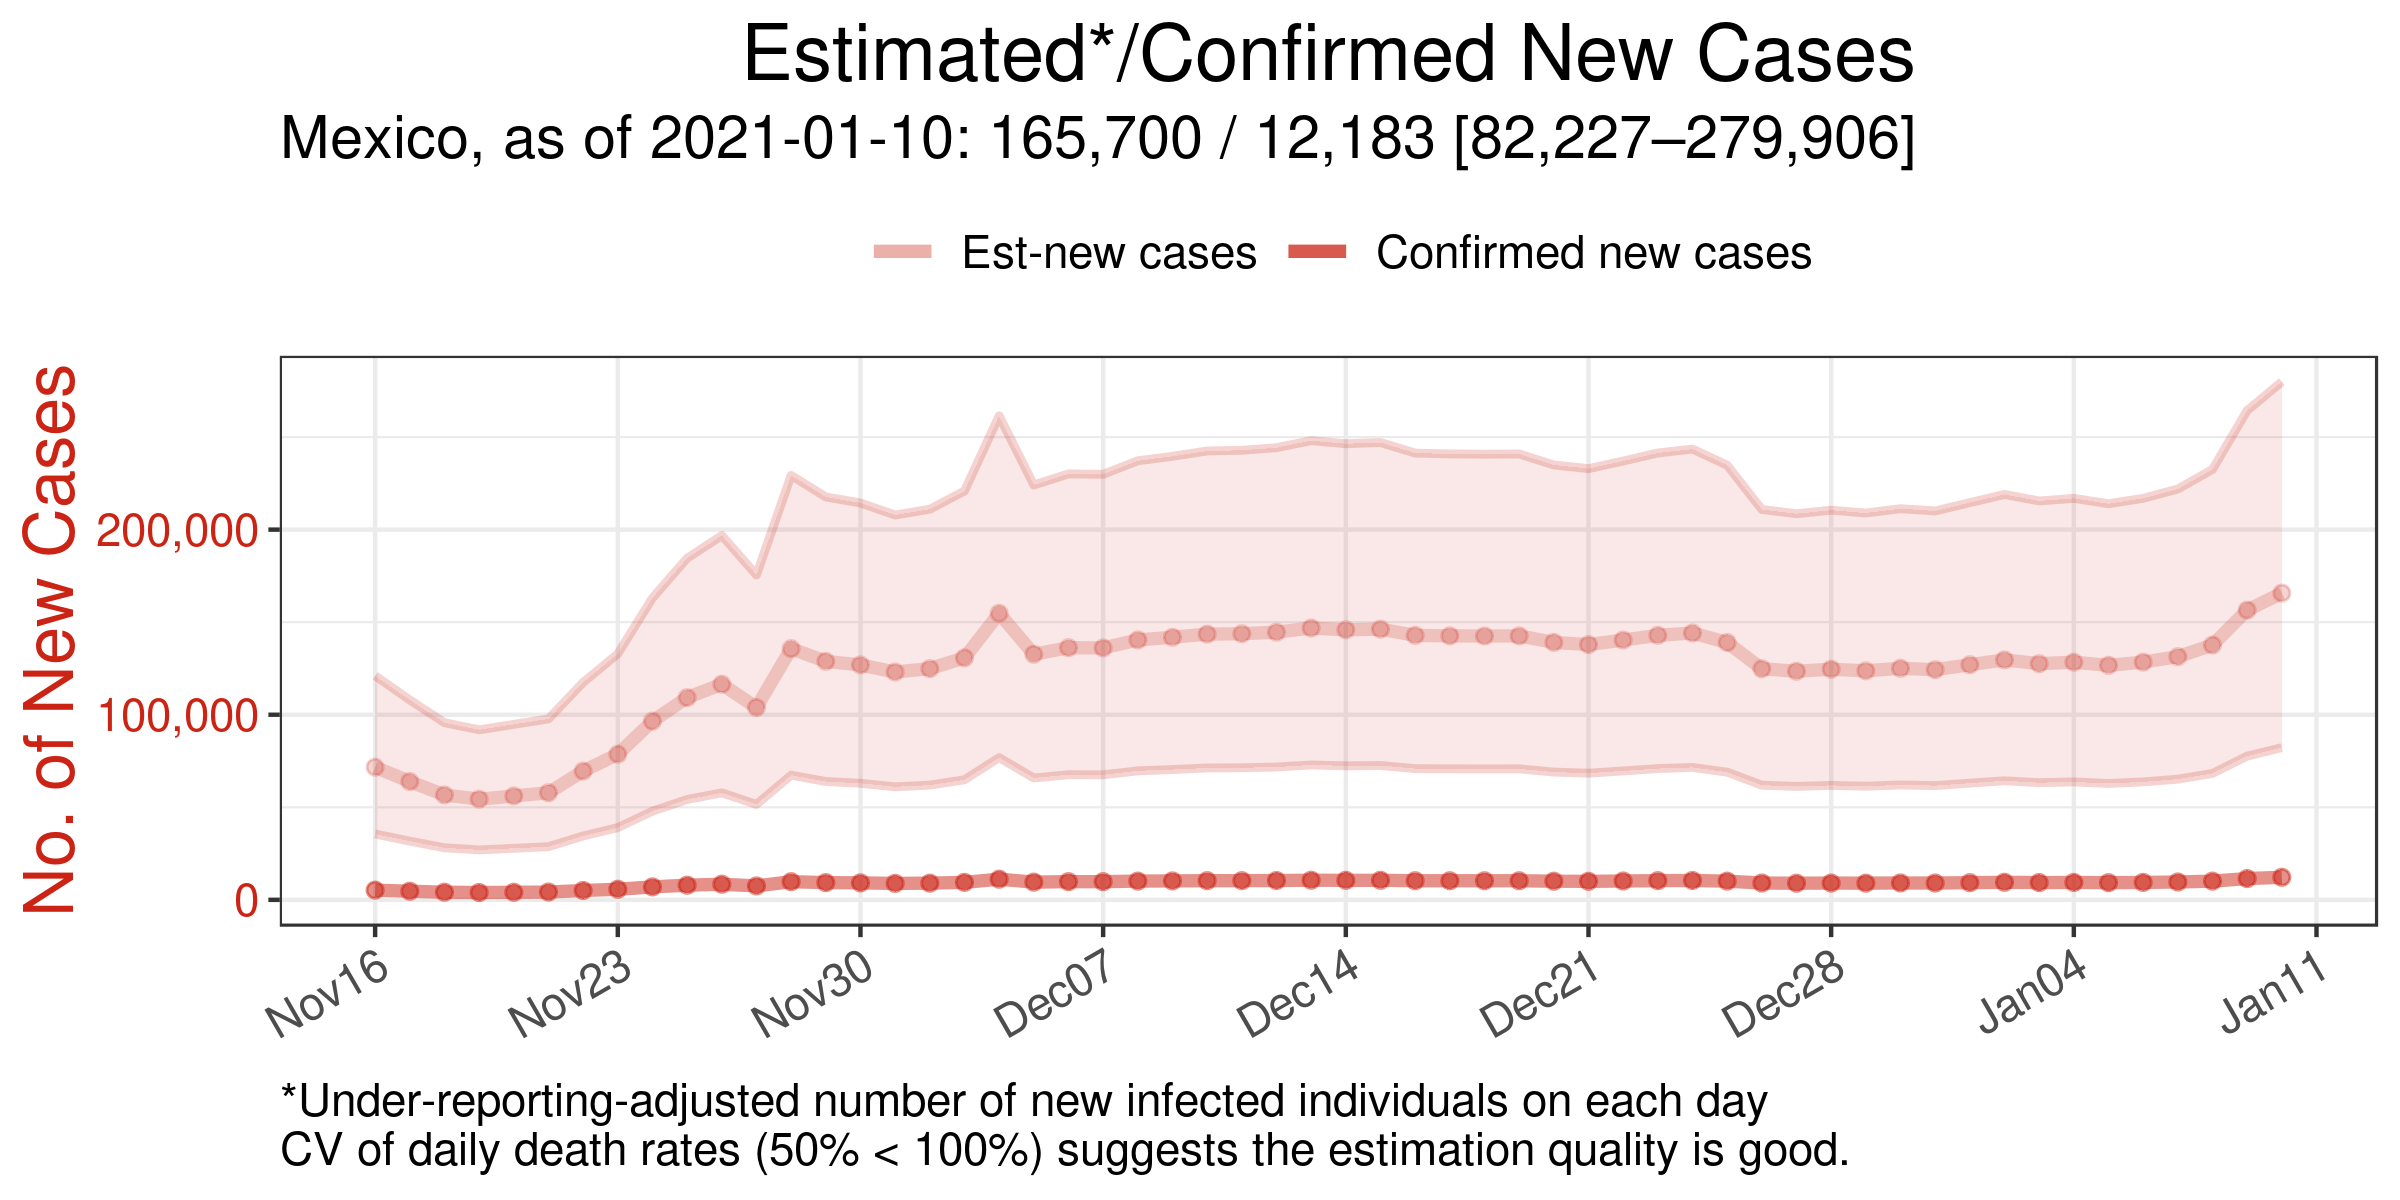 Estimated*/Confirmed New Cases
Mexico, as of 2021-01-10: 165,700 / 12,183 [82,227–279,906]
Est-new cases
Confirmed new cases
No. of New Cases
200,000
100,000
0
Nov16
Nov23
Nov30
Dec07
Dec14
Dec21
Dec28
Jan04
Jan11
*Under-reporting-adjusted number of new infected individuals on each day
CV of daily death rates (50% < 100%) suggests the estimation quality is good.